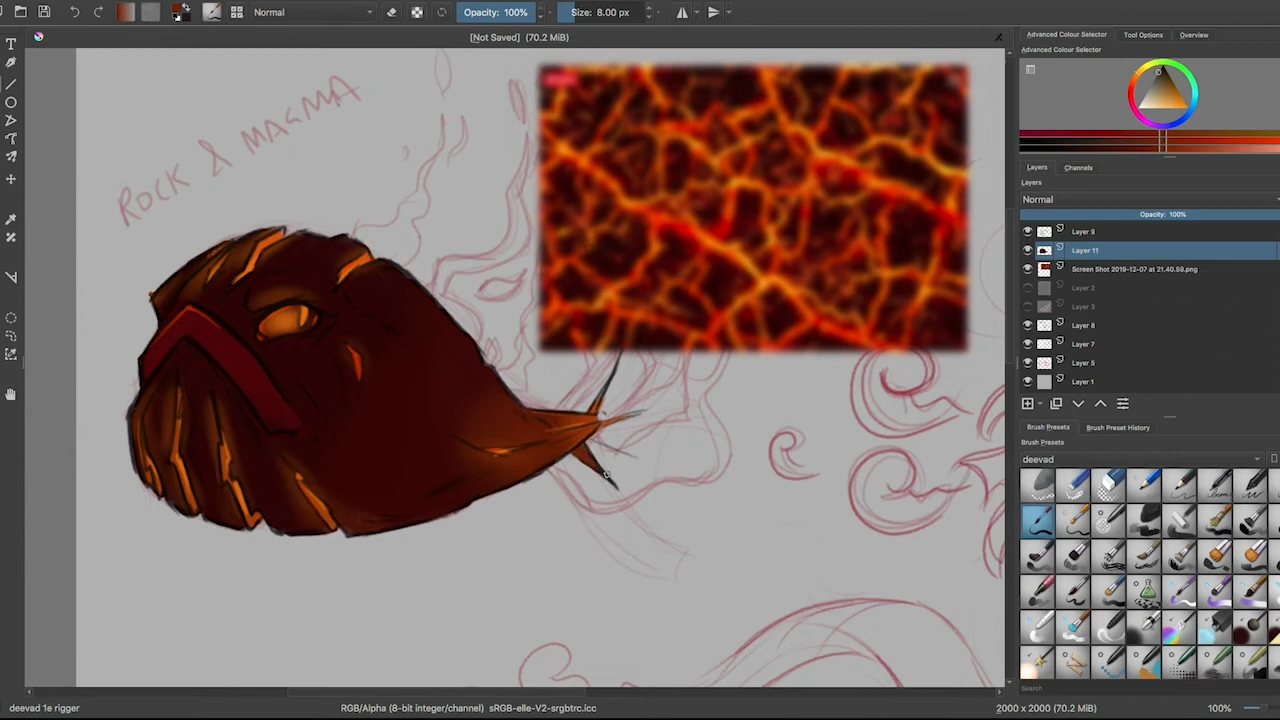 Normal
Opacity: 100%
Size: 8.00 px
[Not Saved] (70.2 MiB)
Advanced Colour Selector
Tool Options
Overview
Advanced Colour Selector
ROCK & MAGMA
Layers
Channels
Layers
Normal
Opacity: 100%
Layer 9
Layer 11
Screen Shot 2019-12-07 at 21.40.59.png
Layer 2
Layer 3
Layer 8
Layer 7
Layer 5
Layer 1
Brush Presets
Brush Preset History
Brush Presets
deevad
Search
deevad 1e rigger
RGB/Alpha (8-bit integer/channel) sRGB-elle-V2-srgbtrc.icc
2000 x 2000 (70.2 MiB)
100%